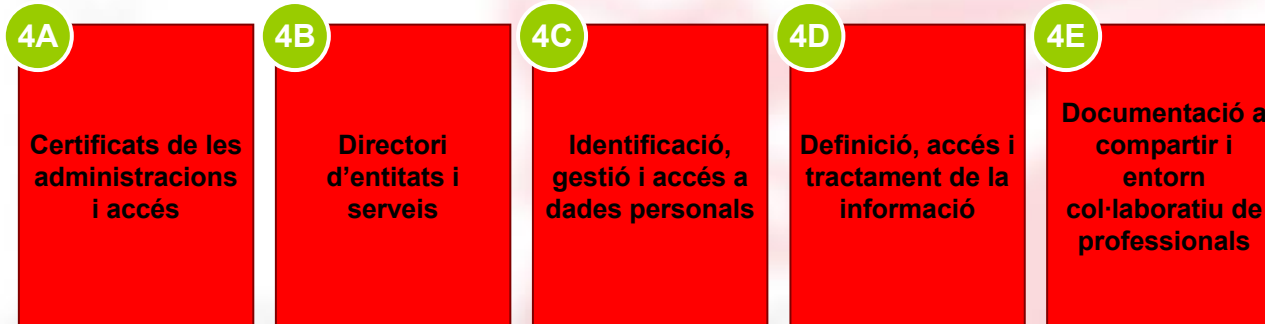 4A
Certificats de les
administracions
i accés
4B
Directori
d’entitats i
serveis
4C
Identificació,
gestió i accés a
dades personals
4D
Definició, accés i
tractament de la
informació
4E
Documentació a
compartir i
entorn
col·laboratiu de
professionals